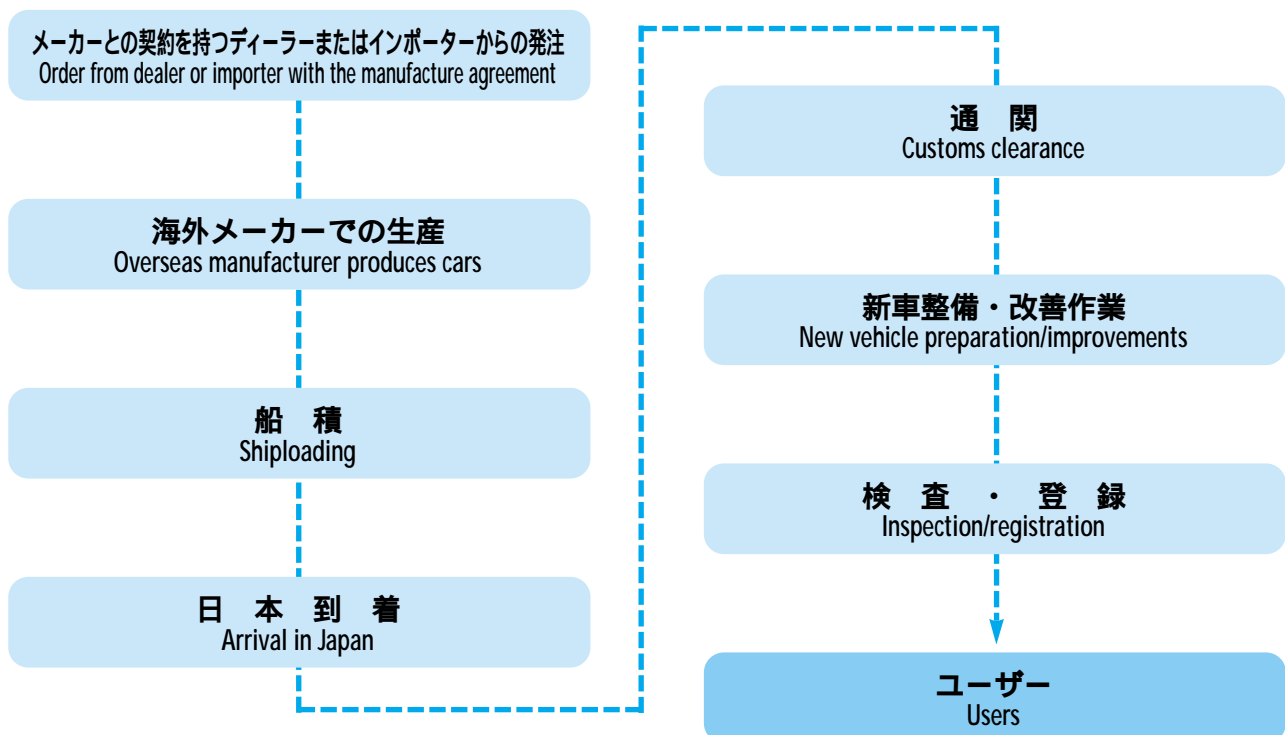 メーカーとの契約を持つディーラーまたはインポーターからの発注
Order from dealer or importer with the manufacture agreement
海外メーカーでの生産
Overseas manufacturer produces cars
船　積
Shiploading
日　本　到　着
Arrival in Japan
通　関
Customs clearance
新車整備・改善作業
New vehicle preparation/improvements
検　査　・　登　録
Inspection/registration
ユーザー
Users